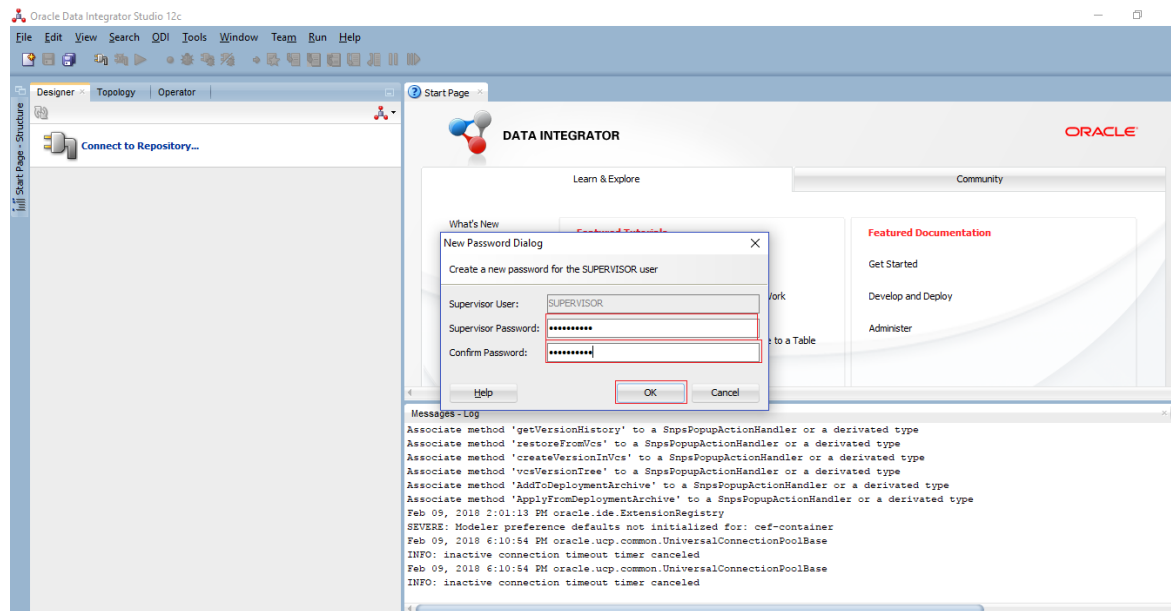 Oracle Data Integrator Studio 12c
File Edit View Search ODI Tools Window Team Run Help
Designer Topology Operator
Start Page
Start Page - Structure
Connect to Repository...
DATA INTEGRATOR
ORACLE
Learn & Explore
Community
What's New
Featured Tutorials
Featured Documentation
Get Started
Develop and Deploy
Administer
to a Table
New Password Dialog
Create a new password for the SUPERVISOR user
Supervisor User: SUPERVISOR
Supervisor Password: ••••••••••
Confirm Password: ••••••••••
Help OK Cancel
Messages - Log
Associate method 'getVersionHistory' to a SnpsPopupActionHandler or a derivated type
Associate method 'restoreFromVcs' to a SnpsPopupActionHandler or a derivated type
Associate method 'createVersionInVcs' to a SnpsPopupActionHandler or a derivated type
Associate method 'vcsVersionTree' to a SnpsPopupActionHandler or a derivated type
Associate method 'AddToDeploymentArchive' to a SnpsPopupActionHandler or a derivated type
Associate method 'ApplyFromDeploymentArchive' to a SnpsPopupActionHandler or a derivated type
Feb 09, 2018 2:01:13 PM oracle.ide.ExtensionRegistry
SEVERE: Modeler preference defaults not initialized for: cef-container
Feb 09, 2018 6:10:54 PM oracle.ucp.common.UniversalConnectionPoolBase
INFO: inactive connection timeout timer canceled
Feb 09, 2018 6:10:54 PM oracle.ucp.common.UniversalConnectionPoolBase
INFO: inactive connection timeout timer canceled